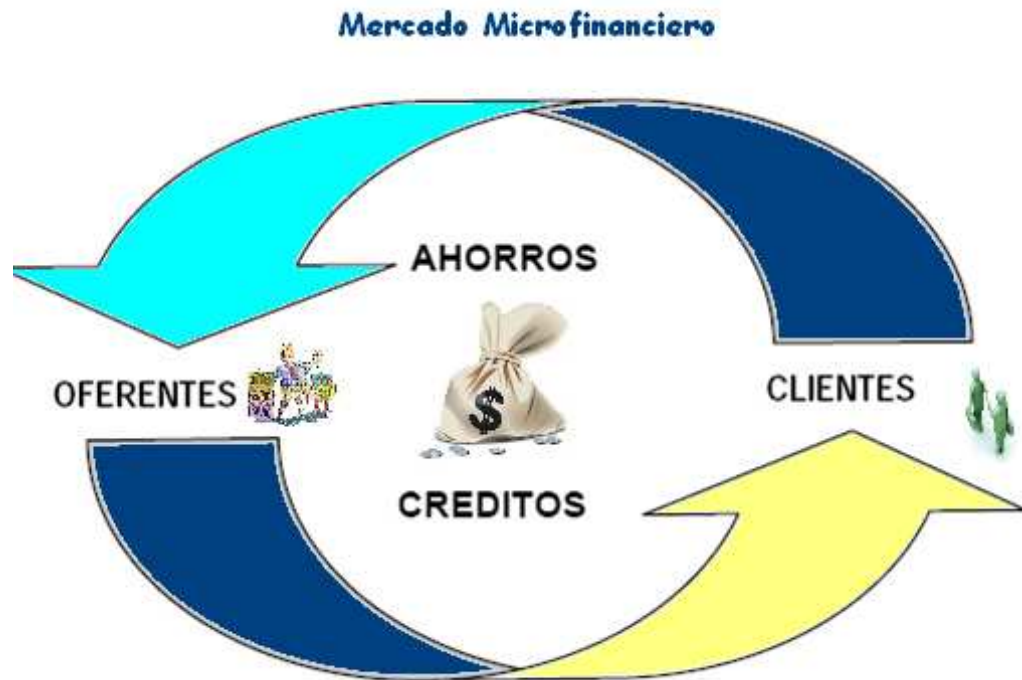 Mercado Microfinanciero
AHORROS
OFERENTES
$
CLIENTES
CREDITOS